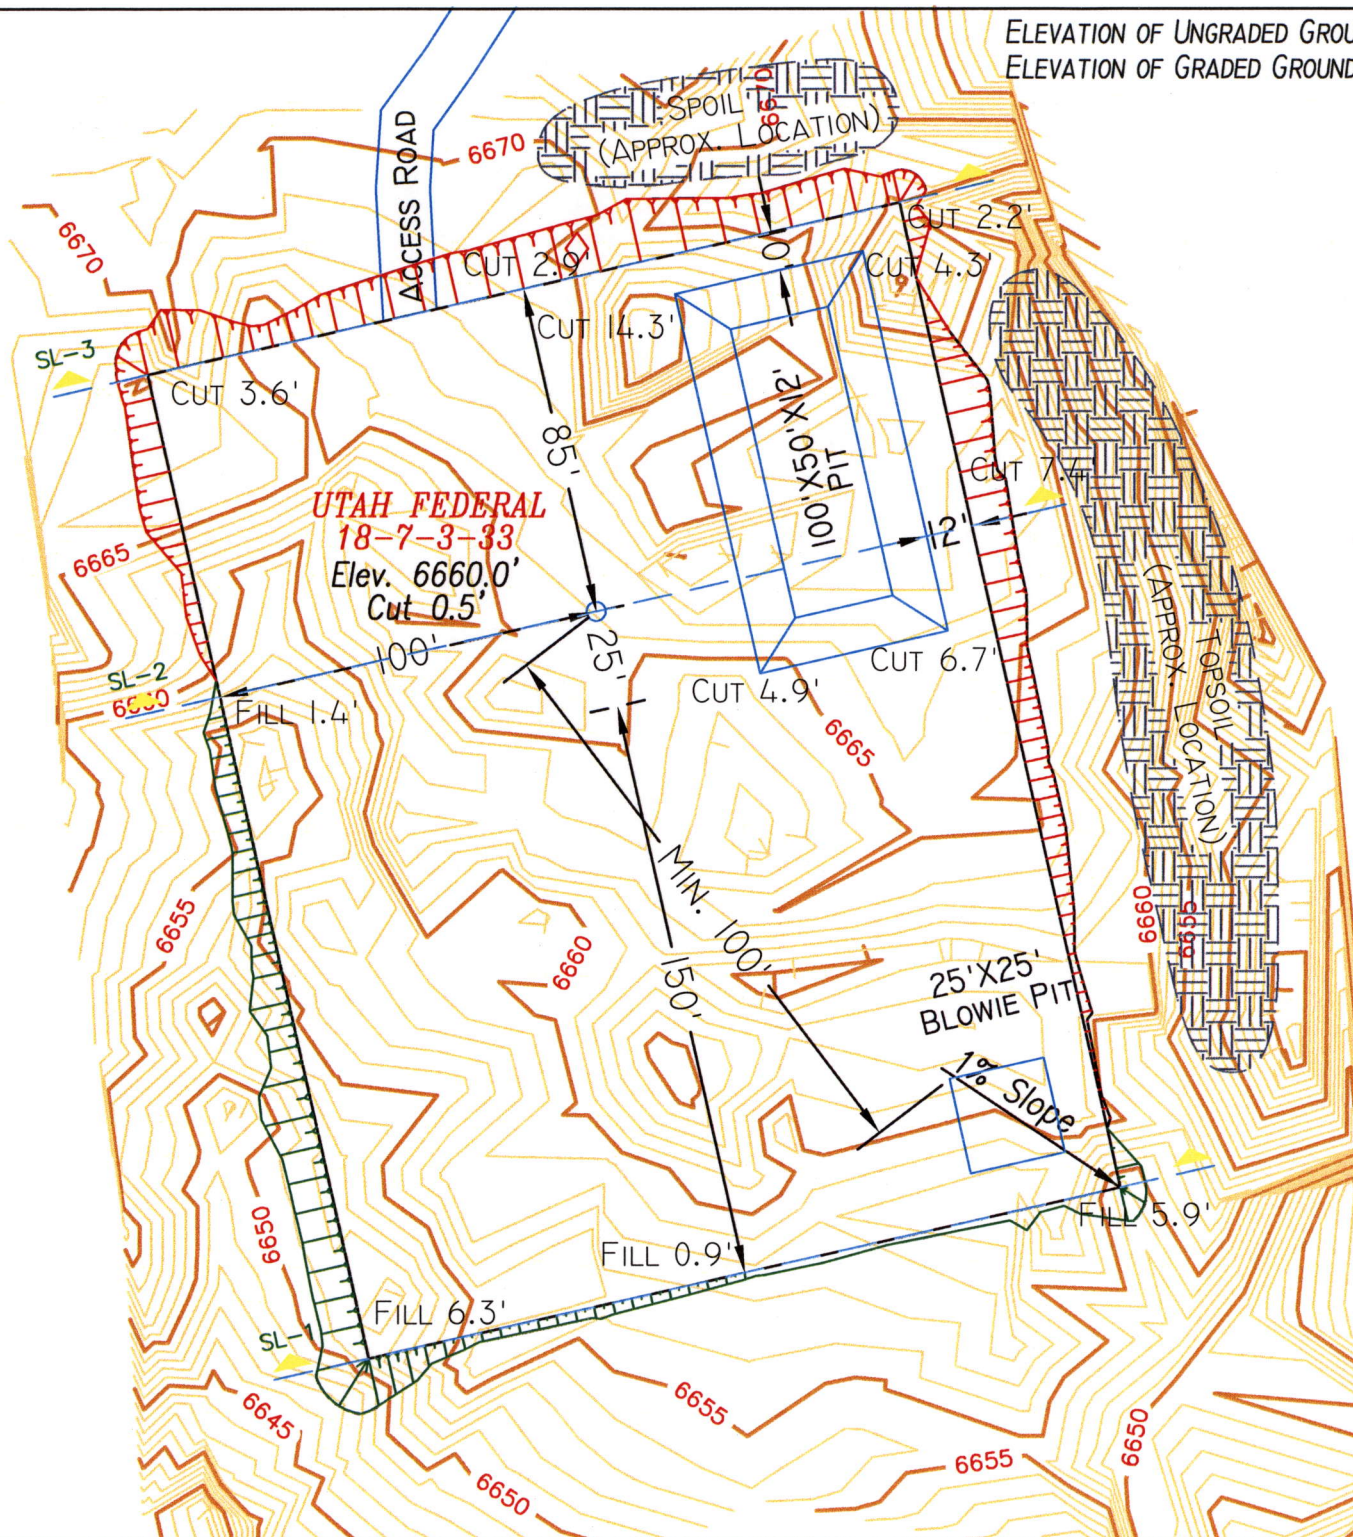 ELEVATION OF UNGRADED GROU
ELEVATION OF GRADED GROUND
6670
SPOIL
(APPROX. LOCATION)
6670
ACCESS ROAD
6670
CUT 2.2'
CUT 2.9'
10'
CUT 4.3'
CUT 14.3'
SL-3
CUT 3.6'
85'
100'X50'X12'
PIT
CUT 7.4'
UTAH FEDERAL
18-7-3-33
Elev. 6660.0'
Cut 0.5'
12'
6665
TOPSOIL
(APPROX. LOCATION)
100'
25'
CUT 6.7'
SL-2
6660
FILL 1.4'
CUT 4.9'
6665
MIN. 100'
6655
6660
150'
25'X25'
BLOWIE PIT
6660
6655
1% Slope
6650
FILL 0.9'
FILL 5.9'
FILL 6.3'
SL-1
6645
6655
6650
6655
6650